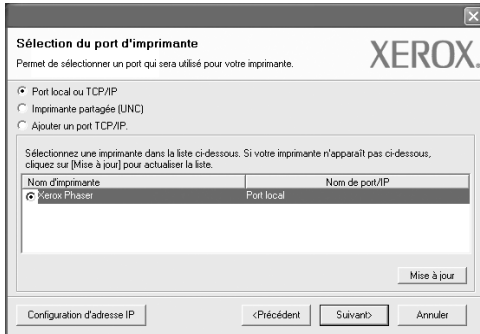 Sélection du port d'imprimante
Permet de sélectionner un port qui sera utilisé pour votre imprimante.
XEROX.
Port local ou TCP/IP
Imprimante partagée (UNC)
Ajouter un port TCP/IP.
Sélectionnez une imprimante dans la liste ci-dessous. Si votre imprimante n'apparaît pas ci-dessous,
cliquez sur [Mise à jour] pour actualiser la liste.
Nom d'imprimante Nom de port/IP
Xerox Phaser Port local
Mise à jour
Configuration d'adresse IP <Précédent Suivant> Annuler